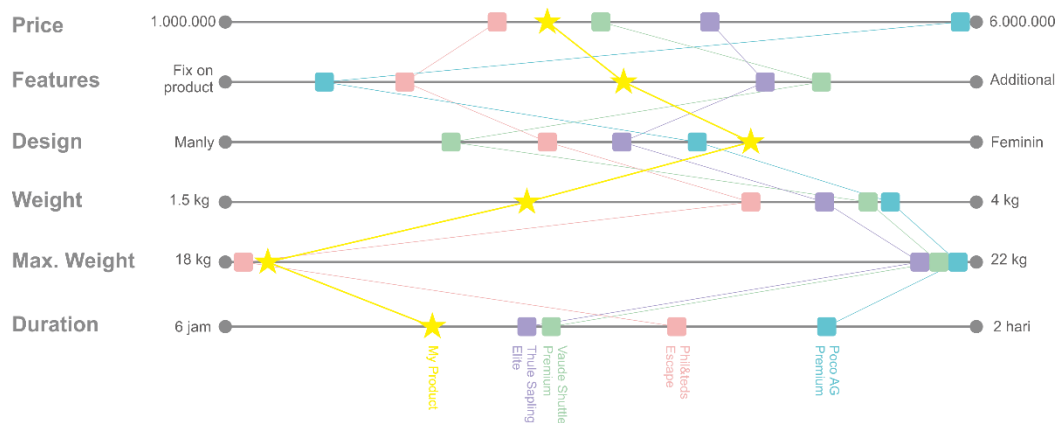 Price
1.000.000
6.000.000
Features
Fix on
product
Additional
Design
Manly
Feminin
Weight
1.5 kg
4 kg
Max. Weight
18 kg
22 kg
Duration
6 jam
2 hari
My Product
Thule Sapling
Elite
Vaude Shuttle
Premium
Phil&teds
Escape
Poco AG
Premium